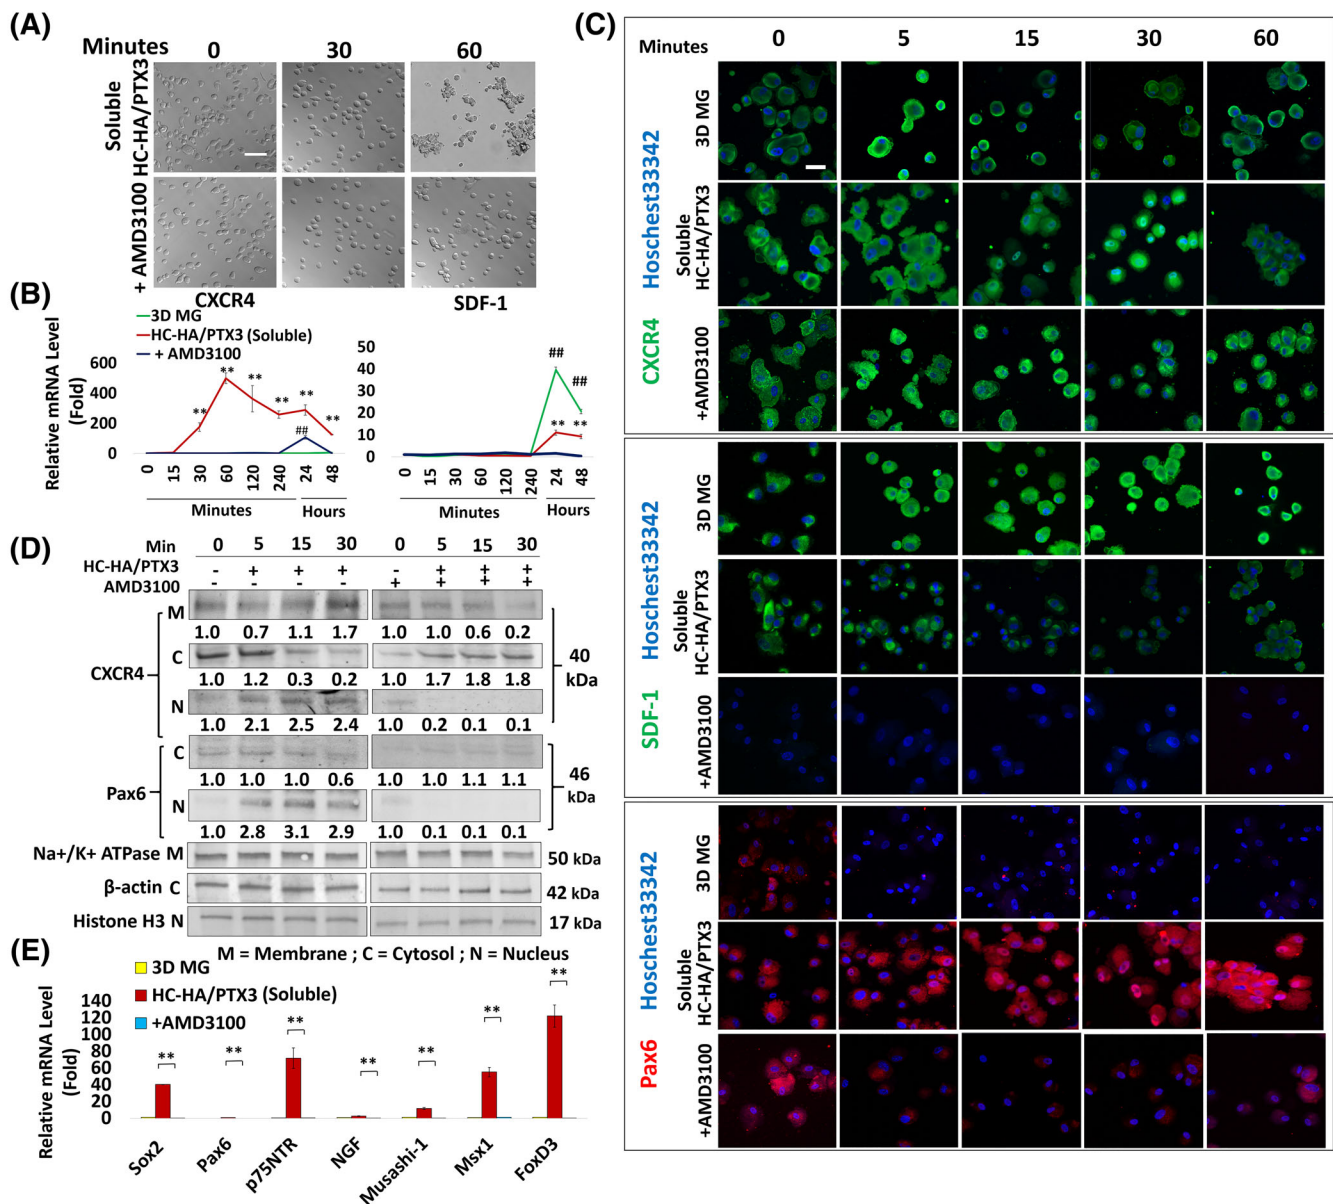 (A)
Minutes 0 30 60
Soluble
HC-HA/PTX3
+ AMD3100
(B)
CXCR4 SDF-1
3D MG
HC-HA/PTX3 (Soluble)
+ AMD3100
Relative mRNA Level
(Fold)
600
400
200
0
** ** ** ** ** **
##
0 15 30 60 120 240 24 48
Minutes Hours
50
40
30
20
10
0
## ##
** **
0 15 30 60 120 240 24 48
Minutes Hours
(D)
Min 0 5 15 30 0 5 15 30
HC-HA/PTX3 - + + + - + + +
AMD3100 - - - - + + + +
CXCR4
M
1.0 0.7 1.1 1.7 1.0 1.0 0.6 0.2
C
1.0 1.2 0.3 0.2 1.0 1.7 1.8 1.8
N
1.0 2.1 2.5 2.4 1.0 0.2 0.1 0.1
40
kDa
Pax6
C
1.0 1.0 1.0 0.6 1.0 1.0 1.1 1.1
N
1.0 2.8 3.1 2.9 1.0 0.1 0.1 0.1
46
kDa
Na+/K+ ATPase M 50 kDa
β-actin C 42 kDa
Histone H3 N 17 kDa
M = Membrane ; C = Cytosol ; N = Nucleus
(E)
3D MG
HC-HA/PTX3 (Soluble)
+AMD3100
Relative mRNA Level
(Fold)
140
120
100
80
60
40
20
0
** ** ** ** ** ** **
Sox2 Pax6 p75NTR NGF Musashi-1 Msx1 FoxD3
(C)
Minutes 0 5 15 30 60
CXCR4 Hoschest33342
3D MG
Soluble
HC-HA/PTX3
+AMD3100
SDF-1 Hoschest33342
3D MG
Soluble
HC-HA/PTX3
+AMD3100
Pax6 Hoschest33342
3D MG
Soluble
HC-HA/PTX3
+AMD3100